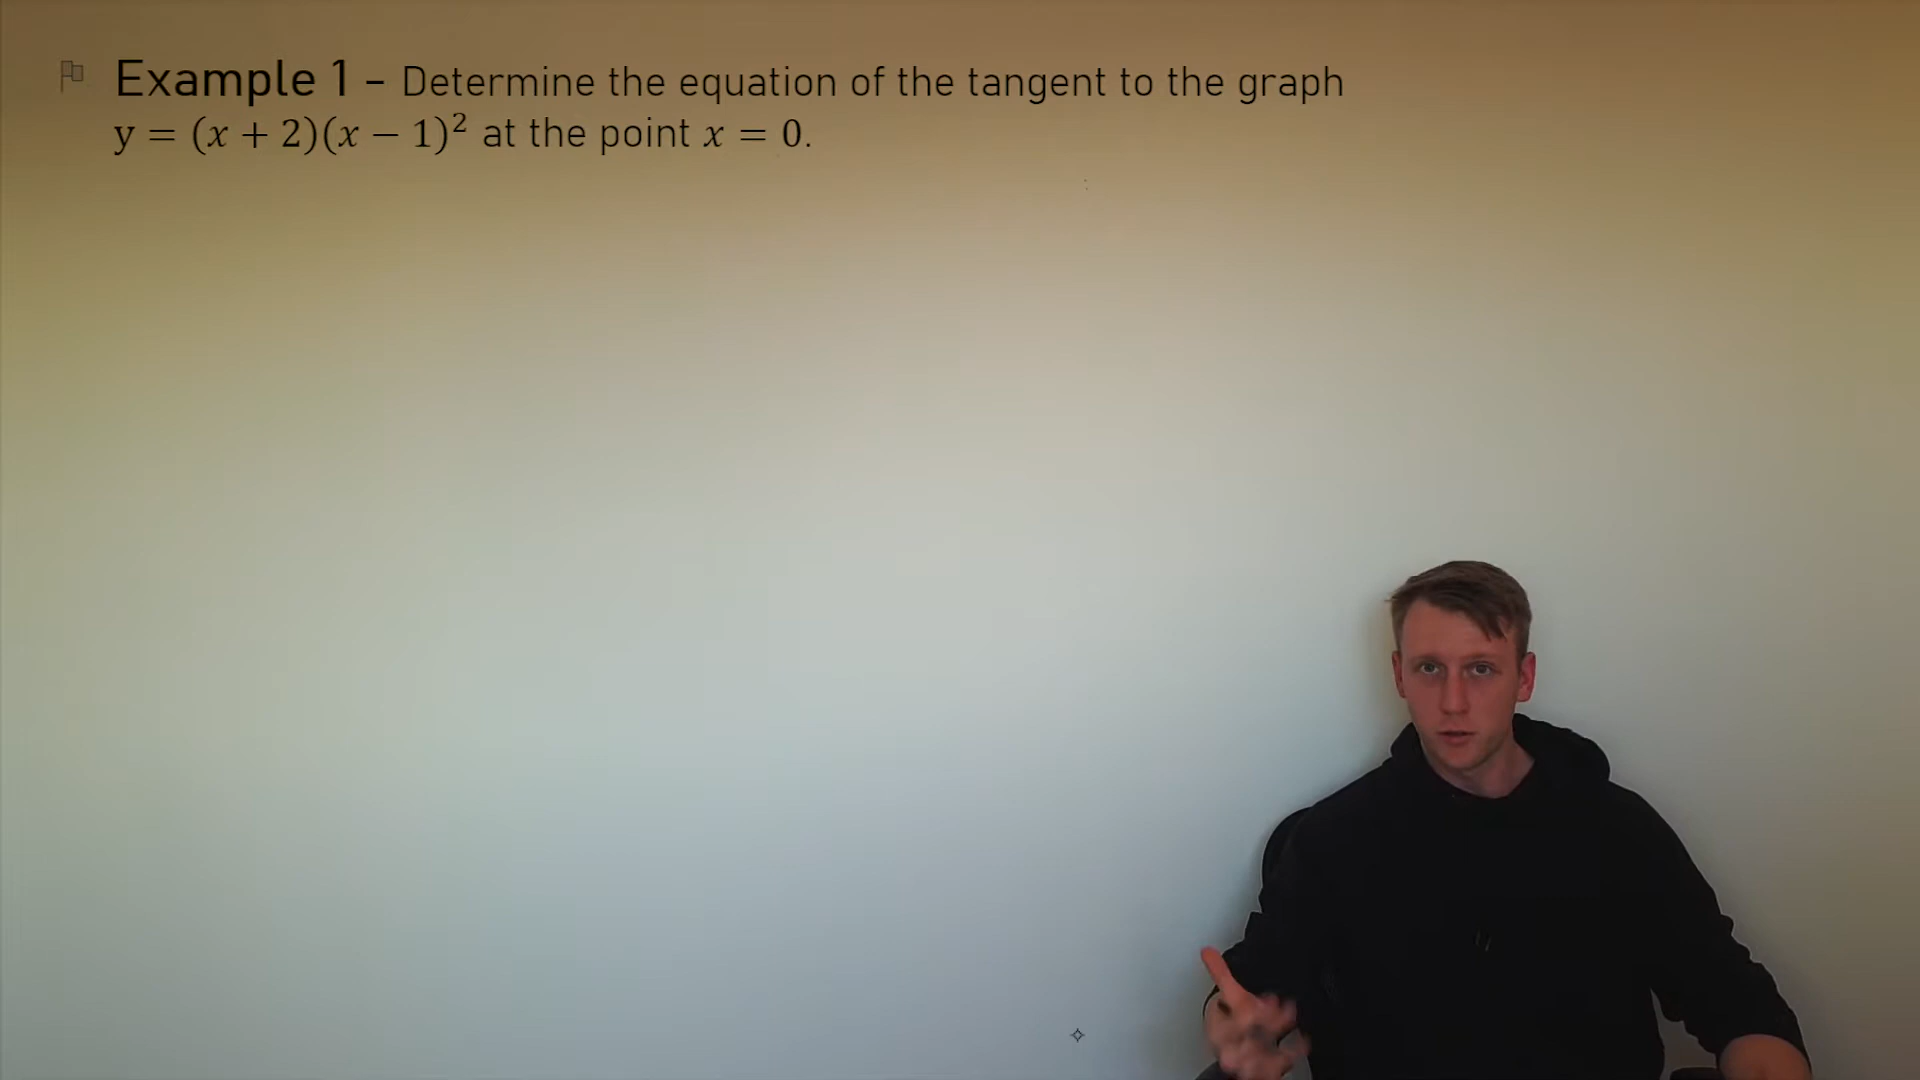 Example 1 – Determine the equation of the tangent to the graph
y = (x + 2)(x − 1)² at the point x = 0.